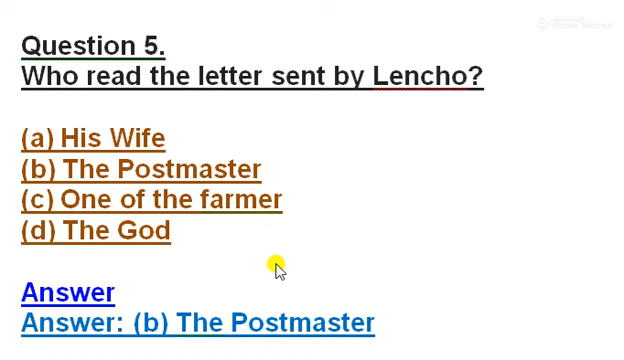 Question 5.
Who read the letter sent by Lencho?
(a) His Wife
(b) The Postmaster
(c) One of the farmer
(d) The God
Answer
Answer: (b) The Postmaster